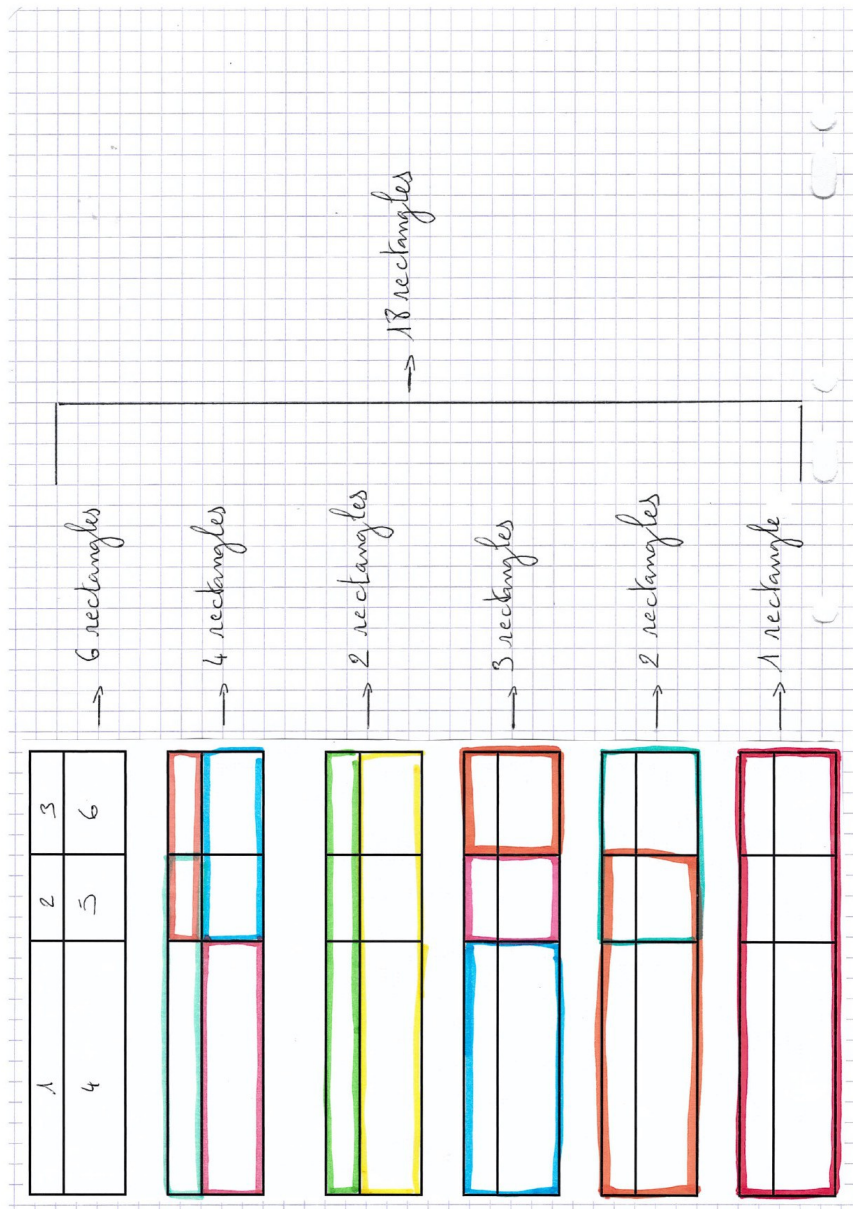 1 2 3
4 5 6
→ 6 rectangles
→ 4 rectangles
→ 2 rectangles
→ 3 rectangles
→ 2 rectangles
→ 1 rectangle
→ 18 rectangles